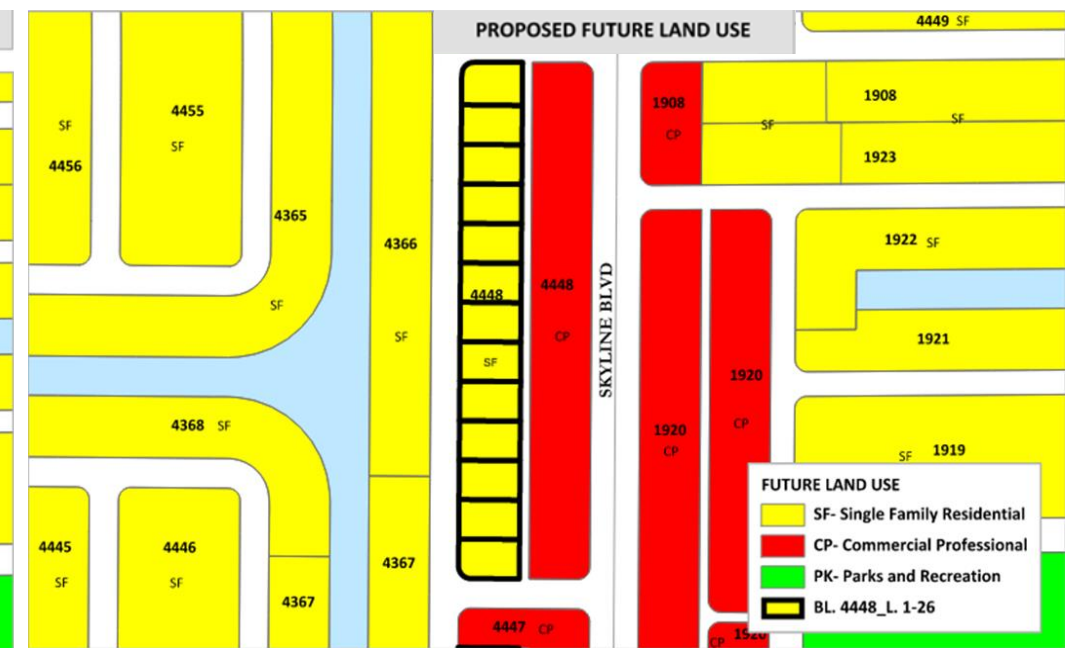 PROPOSED FUTURE LAND USE
4449 SF
4455
SF
SF
4456
1908
CP
SF
1908
SF
1923
4365
4366
SF
SF
4448
SF
4448
CP
SKYLINE BLVD
1922 SF
1921
1920
CP
1920
CP
4368 SF
SF 1919
4445
SF
4446
SF
4367
4367
4447 CP
CP 1920
FUTURE LAND USE
SF- Single Family Residential
CP- Commercial Professional
PK- Parks and Recreation
BL. 4448_L. 1-26